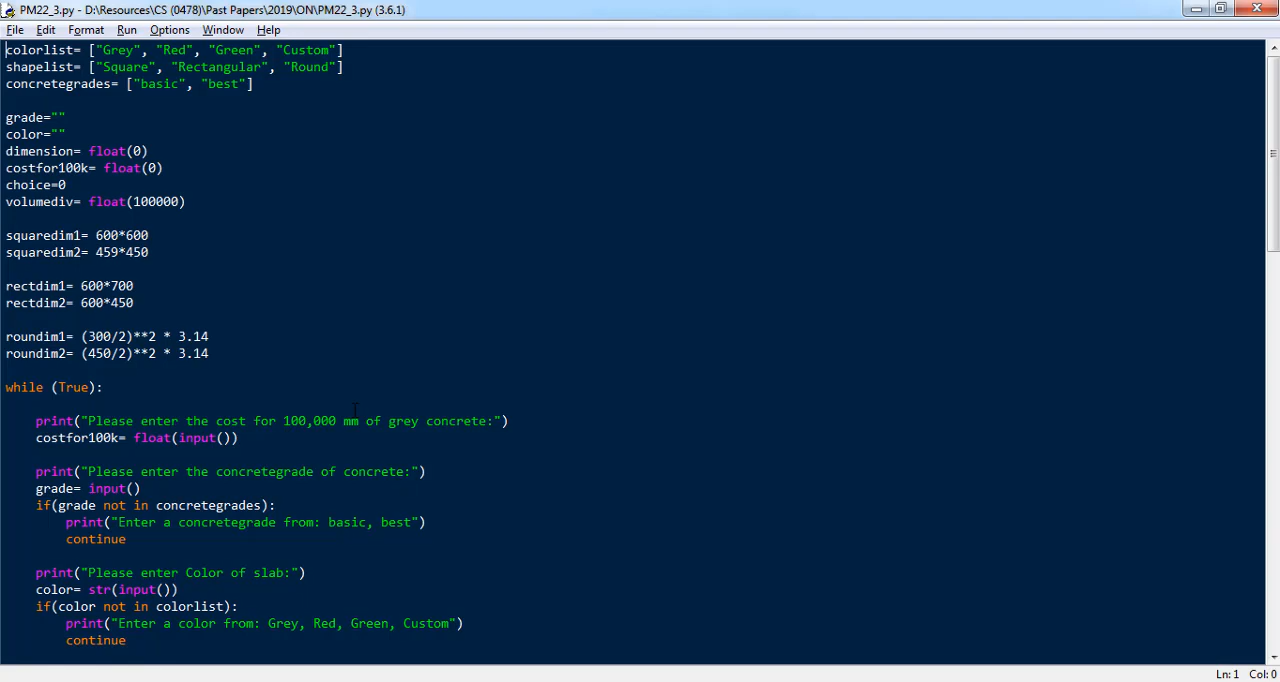 PM22_3.py - D:\Resources\CS (0478)\Past Papers\2019\ON\PM22_3.py (3.6.1)
File Edit Format Run Options Window Help
colorlist= ["Grey", "Red", "Green", "Custom"]
shapelist= ["Square", "Rectangular", "Round"]
concretegrades= ["basic", "best"]
grade=""
color=""
dimension= float(0)
costfor100k= float(0)
choice=0
volumediv= float(100000)
squaredim1= 600*600
squaredim2= 459*450
rectdim1= 600*700
rectdim2= 600*450
roundim1= (300/2)**2 * 3.14
roundim2= (450/2)**2 * 3.14
while (True):
print("Please enter the cost for 100,000 mm of grey concrete:")
costfor100k= float(input())
print("Please enter the concretegrade of concrete:")
grade= input()
if(grade not in concretegrades):
print("Enter a concretegrade from: basic, best")
continue
print("Please enter Color of slab:")
color= str(input())
if(color not in colorlist):
print("Enter a color from: Grey, Red, Green, Custom")
continue
Ln: 1 Col: 0